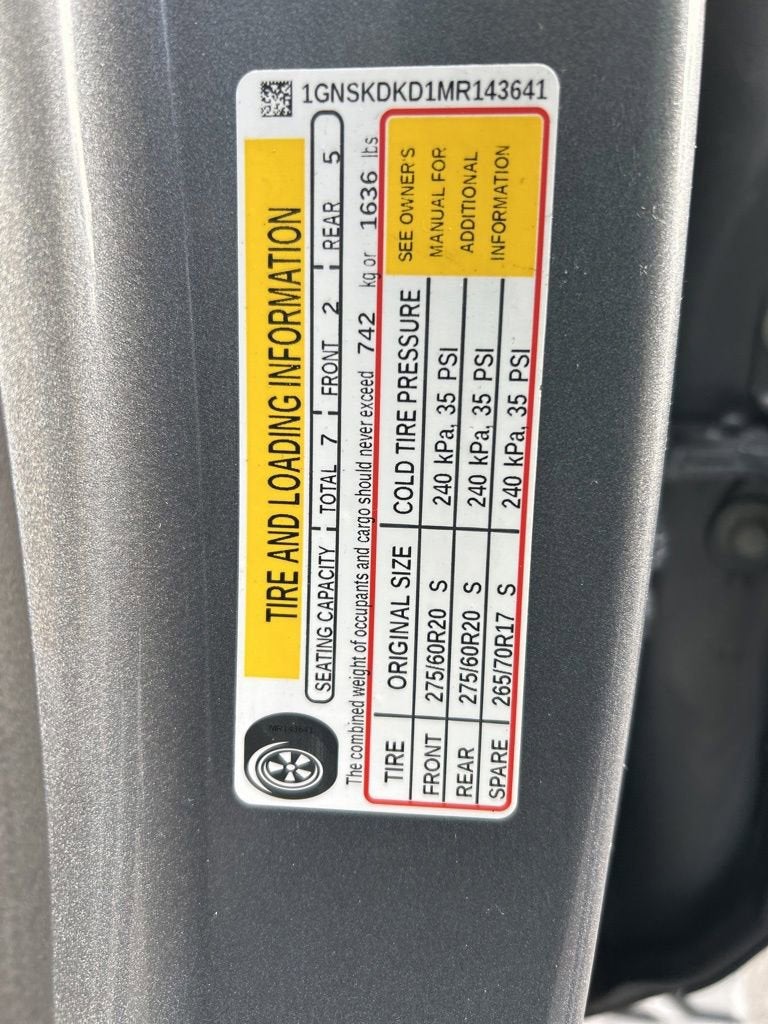 1GNSKDKD1MR143641
TIRE AND LOADING INFORMATION
SEATING CAPACITY TOTAL 7 FRONT 2 REAR 5
The combined weight of occupants and cargo should never exceed 742 kg or 1636 lbs
TIRE ORIGINAL SIZE COLD TIRE PRESSURE
FRONT 275/60R20 S 240 kPa, 35 PSI
REAR 275/60R20 S 240 kPa, 35 PSI
SPARE 265/70R17 S 240 kPa, 35 PSI
SEE OWNER'S
MANUAL FOR
ADDITIONAL
INFORMATION
MR143641